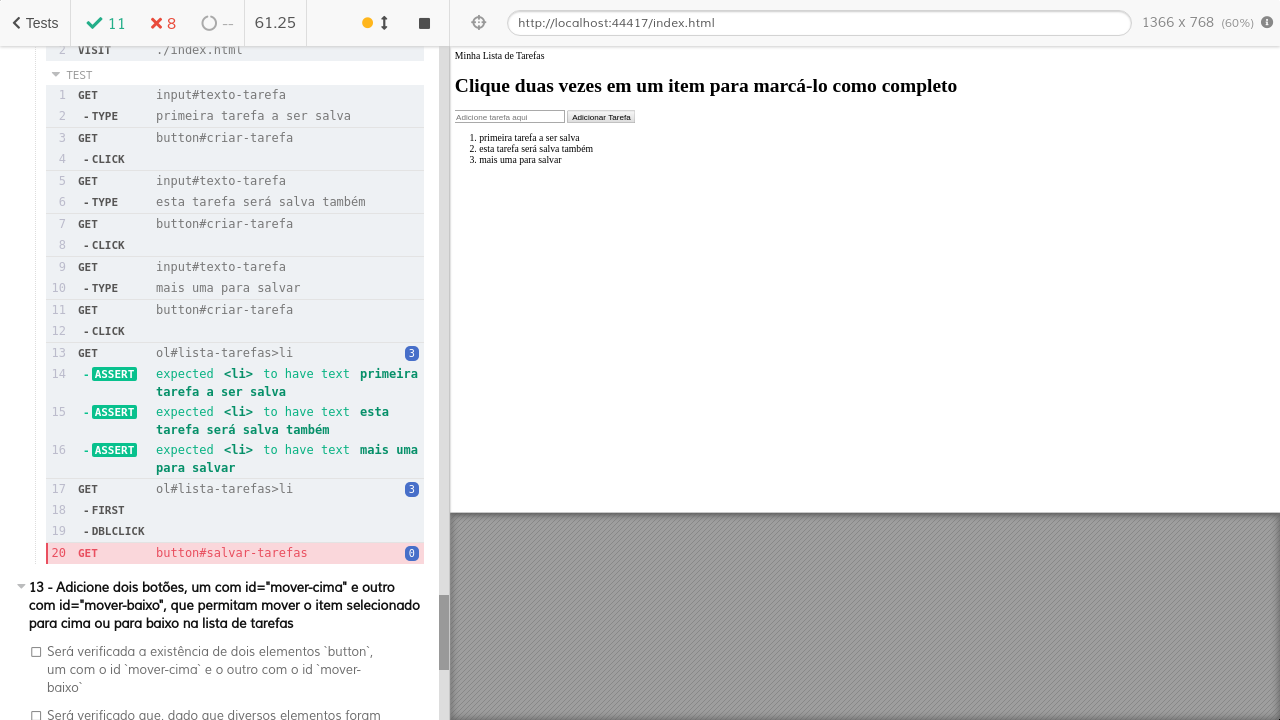 Tests 11 8 -- 61.25
http://localhost:44417/index.html 1366 x 768 (60%)
2 VISIT ./index.html
TEST
1 GET input#texto-tarefa
2 -TYPE primeira tarefa a ser salva
3 GET button#criar-tarefa
4 -CLICK
5 GET input#texto-tarefa
6 -TYPE esta tarefa será salva também
7 GET button#criar-tarefa
8 -CLICK
9 GET input#texto-tarefa
10 -TYPE mais uma para salvar
11 GET button#criar-tarefa
12 -CLICK
13 GET ol#lista-tarefas>li 3
14 -ASSERT expected <li> to have text primeira
tarefa a ser salva
15 -ASSERT expected <li> to have text esta
tarefa será salva também
16 -ASSERT expected <li> to have text mais uma
para salvar
17 GET ol#lista-tarefas>li 3
18 -FIRST
19 -DBLCLICK
20 GET button#salvar-tarefas 0
13 - Adicione dois botões, um com id="mover-cima" e outro
com id="mover-baixo", que permitam mover o item selecionado
para cima ou para baixo na lista de tarefas
Será verificada a existência de dois elementos `button`,
um com o id `mover-cima` e o outro com o id `mover-
baixo`
Será verificado que, dado que diversos elementos foram
Minha Lista de Tarefas
Clique duas vezes em um item para marcá-lo como completo
Adicione tarefa aqui Adicionar Tarefa
1. primeira tarefa a ser salva
2. esta tarefa será salva também
3. mais uma para salvar